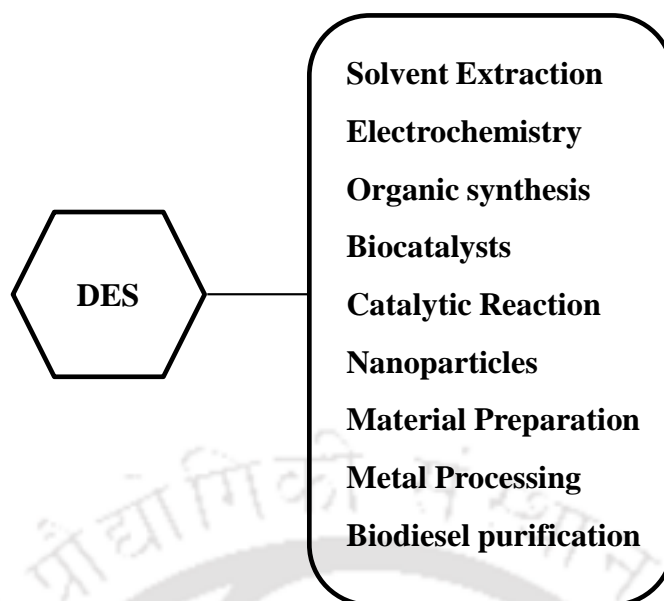 DES
Solvent Extraction
Electrochemistry
Organic synthesis
Biocatalysts
Catalytic Reaction
Nanoparticles
Material Preparation
Metal Processing
Biodiesel purification
प्रौद्योगिकी संस्थान